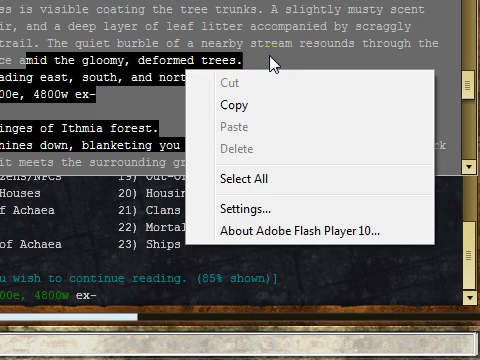 ss is visible coating the tree trunks. A slightly musty scent
ir, and a deep layer of leaf litter accompanied by scraggly
trail. The quiet burble of a nearby stream resounds through the
ce amid the gloomy, deformed trees.
ading east, south, and nort
00e, 4800w ex-
inges of Ithmia forest.
hines down, blanketing you
it meets the surrounding gr
Cut
Copy
Paste
Delete
Select All
Settings...
About Adobe Flash Player 10...
ck
izens/NPCs 19) Out-O
Houses 20) Housin
of Achaea 21) Clans
22) Mortal
of Achaea 23) Ships
u wish to continue reading. (85% shown)]
00e, 4800w ex-